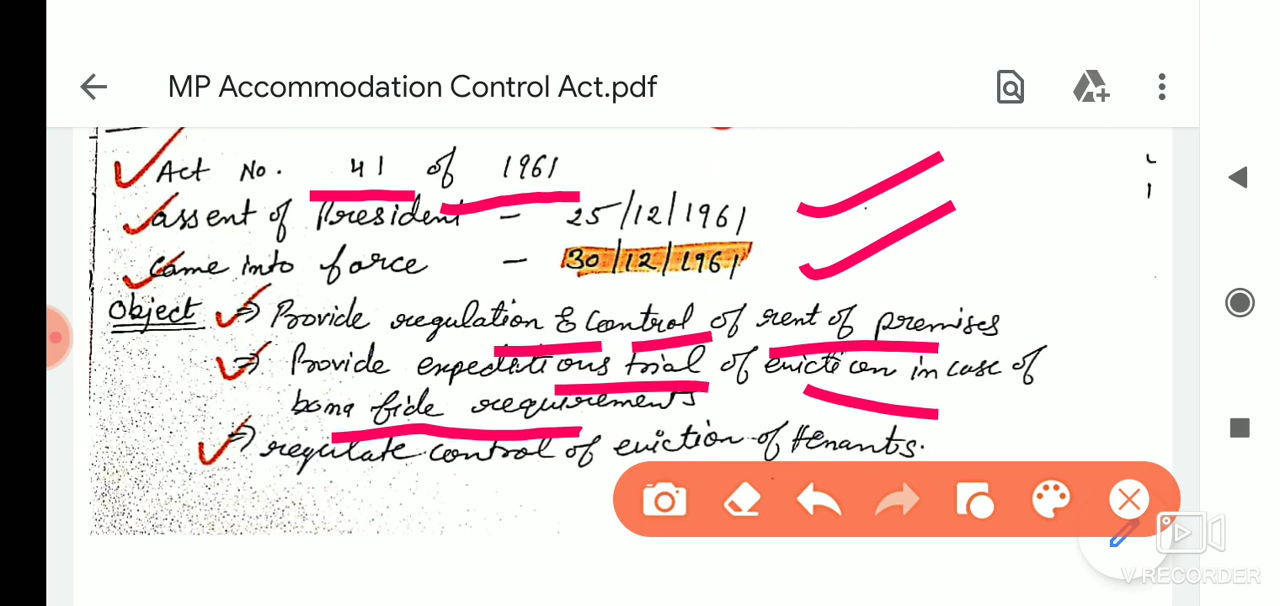 MP Accommodation Control Act.pdf
Act No. 41 of 1961
assent of President - 25/12/1961
Came into force - 30/12/1961
Object ⇒ Provide regulation & control of rent of premises
⇒ Provide expeditious trial of eviction in case of
bona fide requirements
⇒ regulate control of eviction of tenants.
V RECORDER